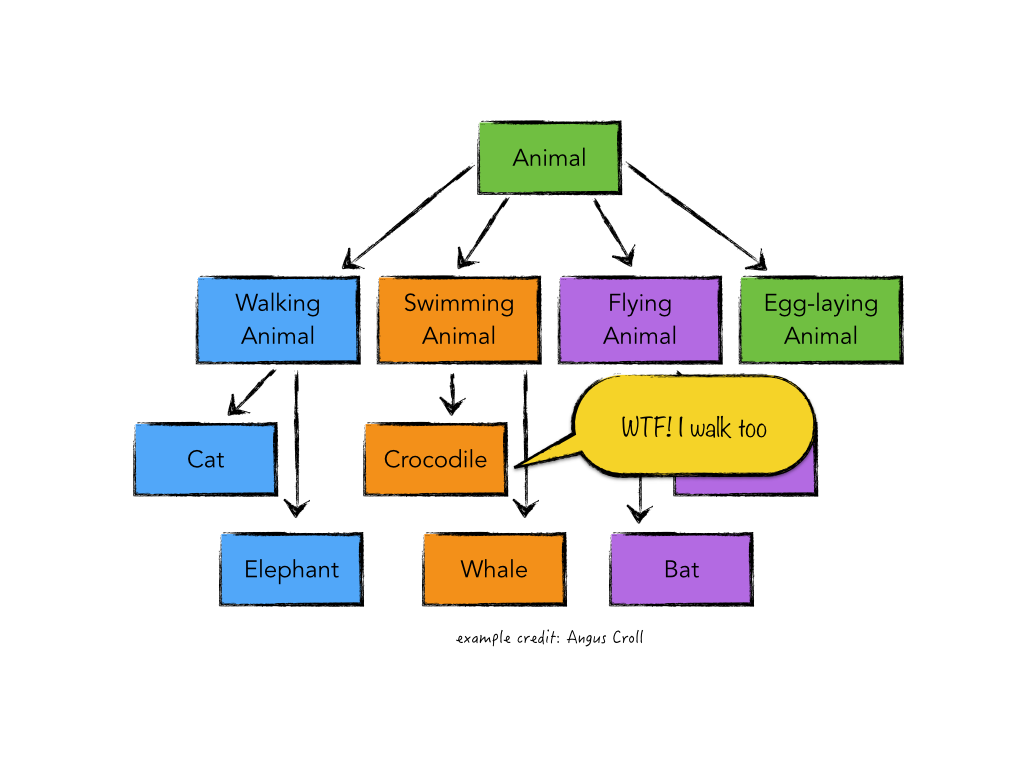 Animal
Walking
Animal
Swimming
Animal
Flying
Animal
Egg-laying
Animal
WTF! I walk too
Cat
Crocodile
Elephant
Whale
Bat
example credit: Angus Croll